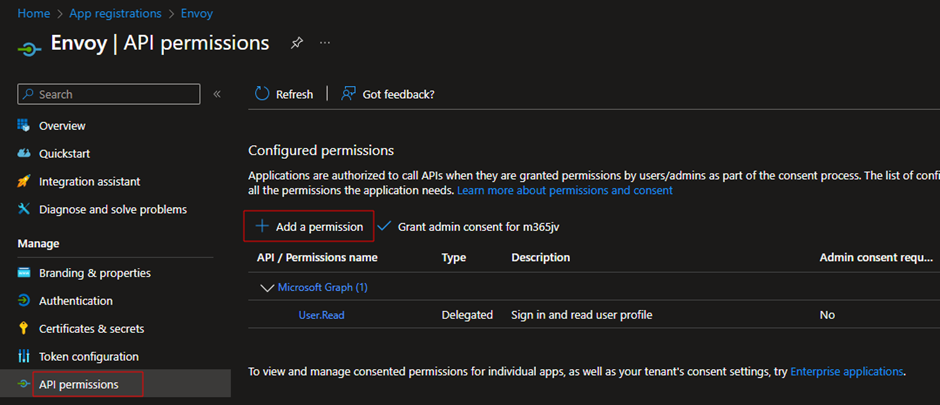 Home > App registrations > Envoy
Envoy | API permissions
Search
Refresh
Got feedback?
Overview
Quickstart
Integration assistant
Diagnose and solve problems
Manage
Branding & properties
Authentication
Certificates & secrets
Token configuration
API permissions
Configured permissions
Applications are authorized to call APIs when they are granted permissions by users/admins as part of the consent process. The list of confi
all the permissions the application needs. Learn more about permissions and consent
Add a permission
Grant admin consent for m365jv
API / Permissions name Type Description Admin consent requ...
Microsoft Graph (1)
User.Read Delegated Sign in and read user profile No
To view and manage consented permissions for individual apps, as well as your tenant's consent settings, try Enterprise applications.